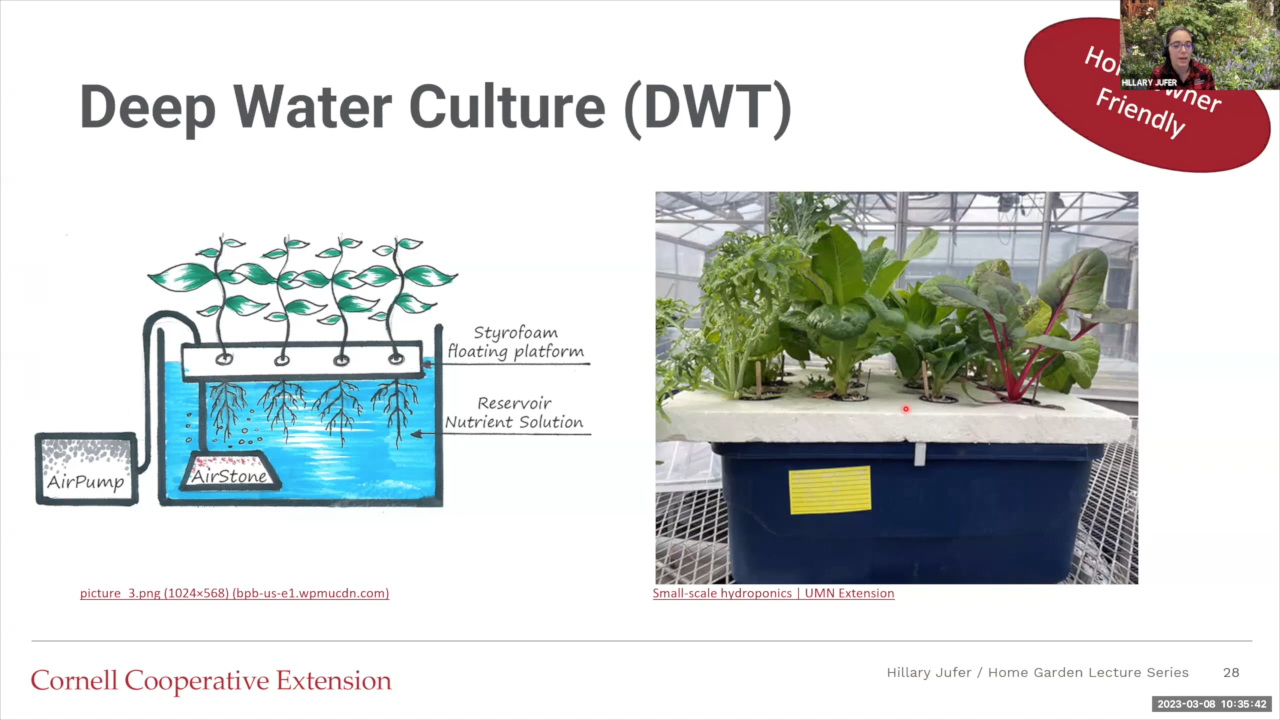 Deep Water Culture (DWT)
HILLARY JUFER
Friendly
Styrofoam
floating platform
Reservoir
Nutrient Solution
AirPump
AirStone
picture_3.png (1024×568) (bpb-us-e1.wpmucdn.com)
Small-scale hydroponics | UMN Extension
Cornell Cooperative Extension
Hillary Jufer / Home Garden Lecture Series
28
2023-03-08 10:35:42